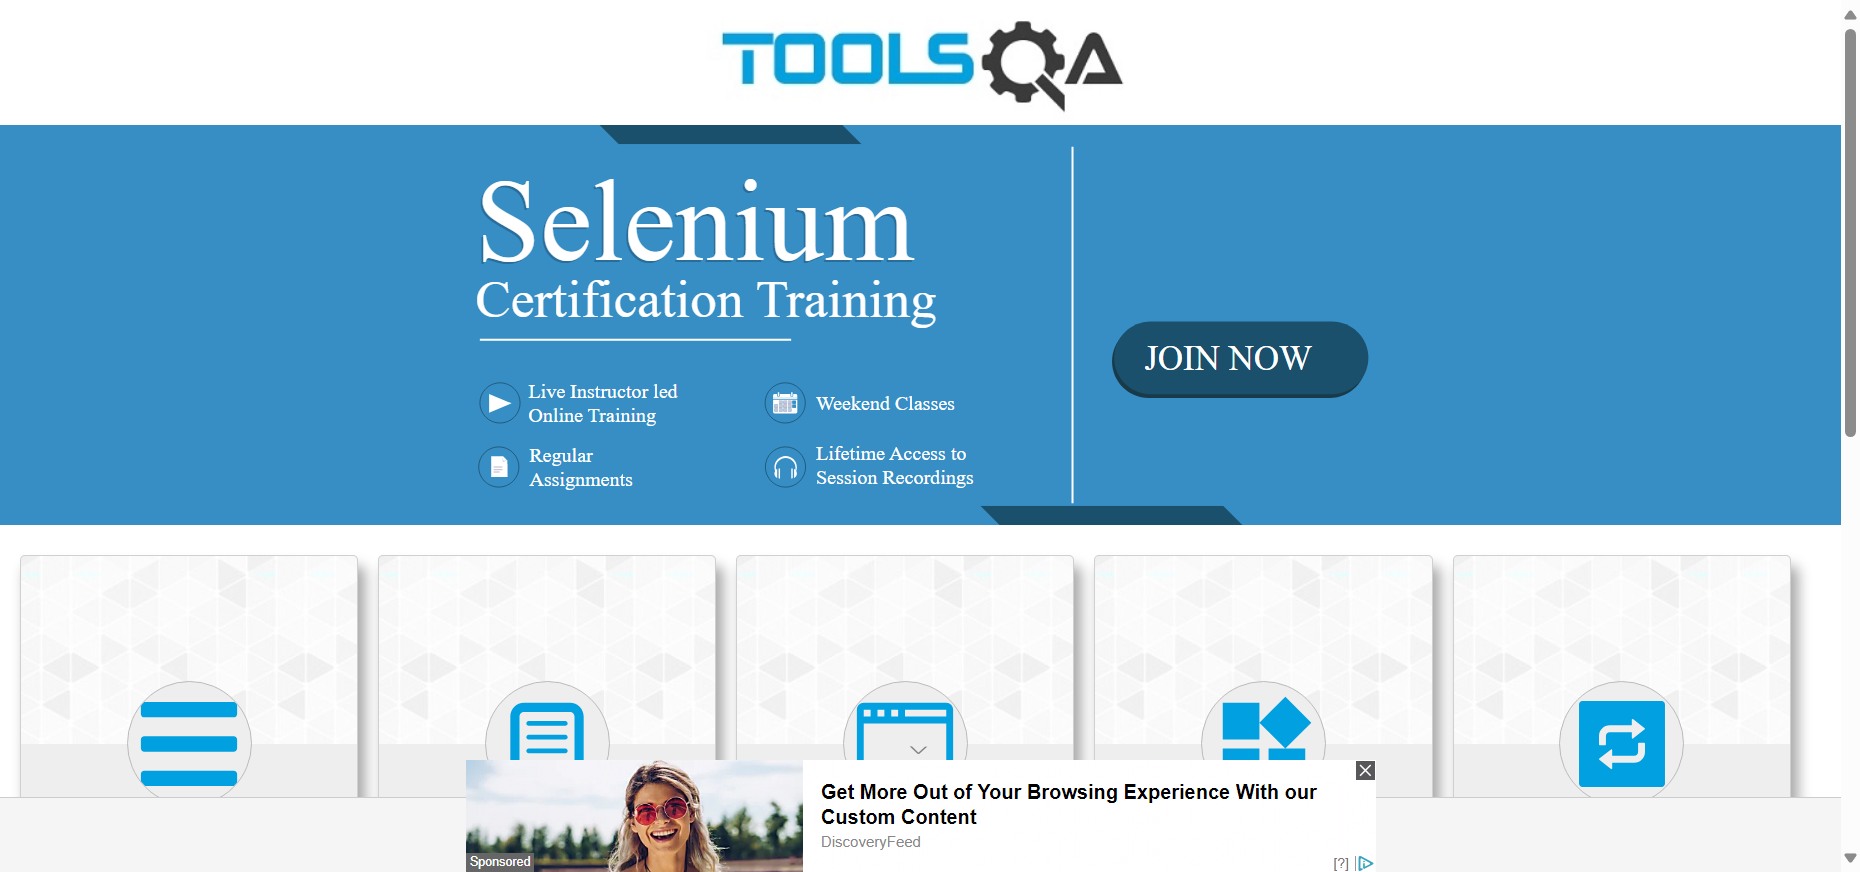 TOOLSQA
Selenium
Certification Training
JOIN NOW
Live Instructor led
Online Training
Weekend Classes
Regular
Assignments
Lifetime Access to
Session Recordings
Get More Out of Your Browsing Experience With our
Custom Content
DiscoveryFeed
Sponsored
[?]